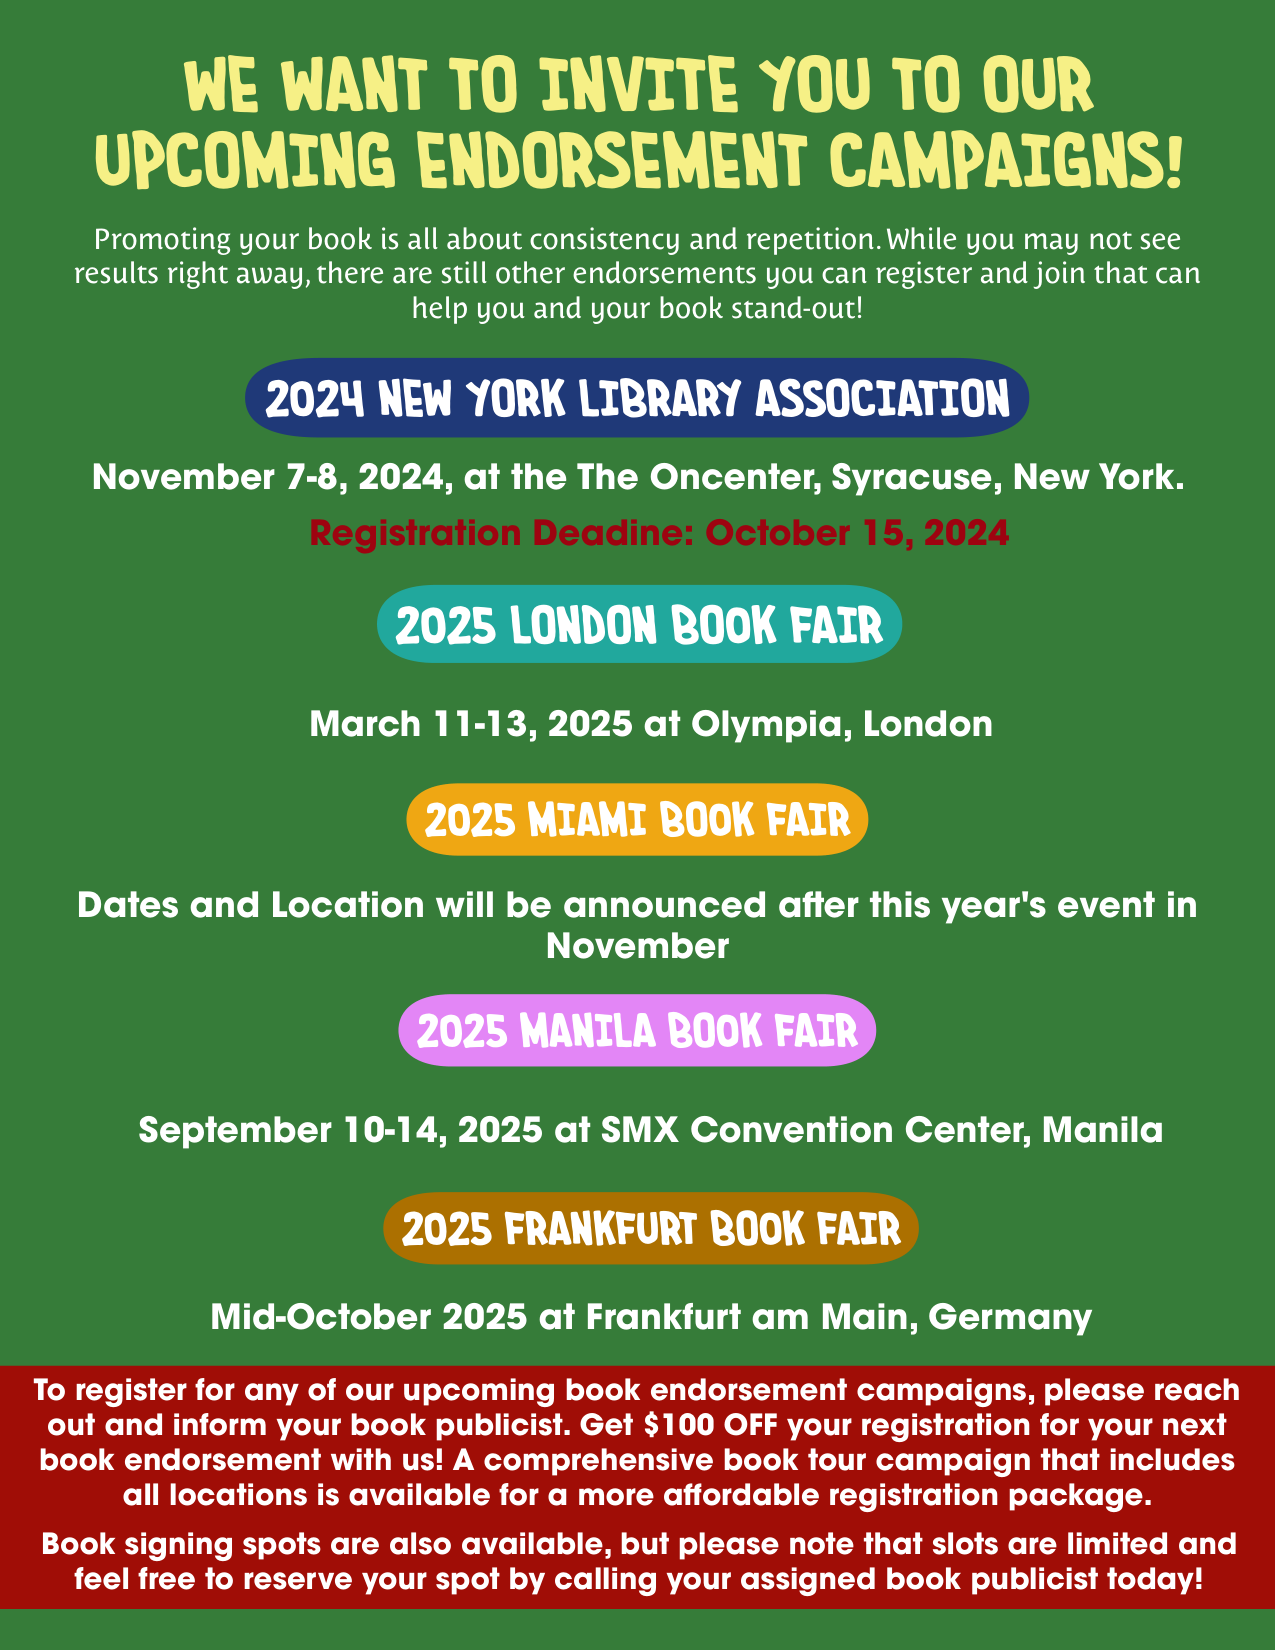 WE WANT TO INVITE YOU TO OUR
UPCOMING ENDORSEMENT CAMPAIGNS!
Promoting your book is all about consistency and repetition. While you may not see
results right away, there are still other endorsements you can register and join that can
help you and your book stand-out!
2024 NEW YORK LIBRARY ASSOCIATION
November 7-8, 2024, at the The Oncenter, Syracuse, New York.
Registration Deadine: October 15, 2024
2025 LONDON BOOK FAIR
March 11-13, 2025 at Olympia, London
2025 MIAMI BOOK FAIR
Dates and Location will be announced after this year's event in
November
2025 MANILA BOOK FAIR
September 10-14, 2025 at SMX Convention Center, Manila
2025 FRANKFURT BOOK FAIR
Mid-October 2025 at Frankfurt am Main, Germany
To register for any of our upcoming book endorsement campaigns, please reach
out and inform your book publicist. Get $100 OFF your registration for your next
book endorsement with us! A comprehensive book tour campaign that includes
all locations is available for a more affordable registration package.
Book signing spots are also available, but please note that slots are limited and
feel free to reserve your spot by calling your assigned book publicist today!